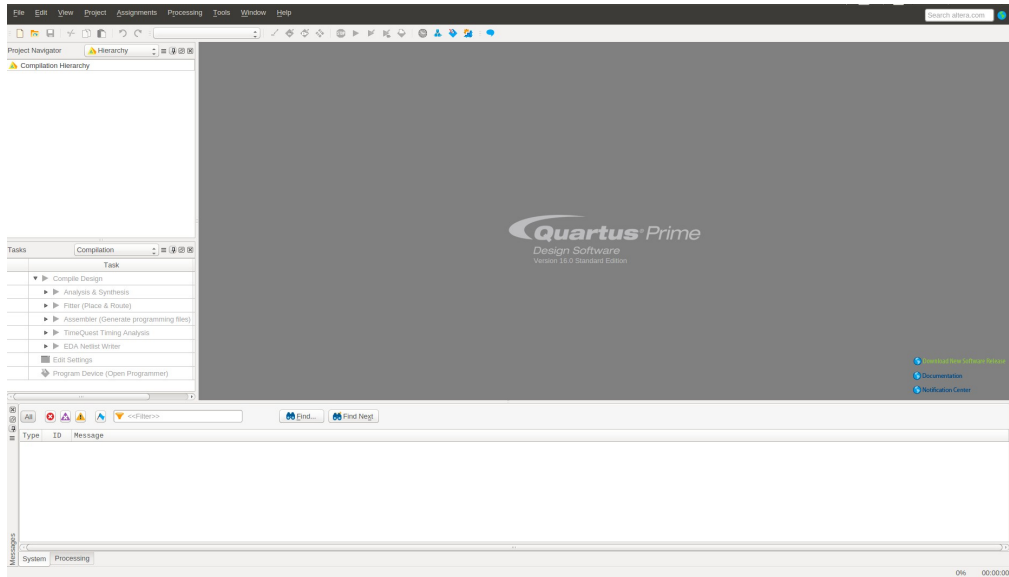 File Edit View Project Assignments Processing Tools Window Help
Search altera.com
Project Navigator
Hierarchy
Compilation Hierarchy
Quartus Prime
Design Software
Version 16.0 Standard Edition
Tasks
Compilation
Task
Compile Design
Analysis & Synthesis
Fitter (Place & Route)
Assembler (Generate programming files)
TimeQuest Timing Analysis
EDA Netlist Writer
Edit Settings
Program Device (Open Programmer)
Download New Software Release
Documentation
Notification Center
All
<<Filter>>
Find...
Find Next
Type ID Message
Messages
System Processing
0% 00:00:00